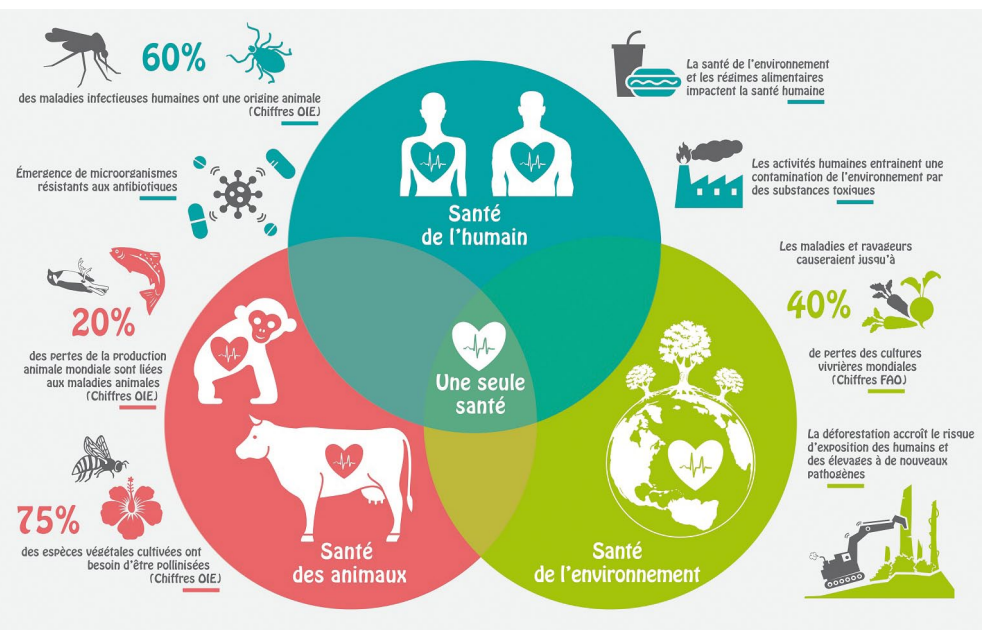 60%
des maladies infectieuses humaines ont une origine animale
(Chiffres OIE)
Émergence de microorganismes
résistants aux antibiotiques
20%
des pertes de la production
animale mondiale sont liées
aux maladies animales
(Chiffres OIE)
75%
des espèces végétales cultivées ont
besoin d'être pollinisées
(Chiffres OIE)
Santé
de l'humain
Une seule
santé
Santé
des animaux
Santé
de l'environnement
La santé de l'environnement
et les régimes alimentaires
impactent la santé humaine
Les activités humaines entrainent une
contamination de l'environnement par
des substances toxiques
Les maladies et ravageurs
causeraient jusqu'à
40%
de pertes des cultures
vivrières mondiales
(Chiffres FAO)
La déforestation accroît le risque
d'exposition des humains et
des élevages à de nouveaux
pathogènes